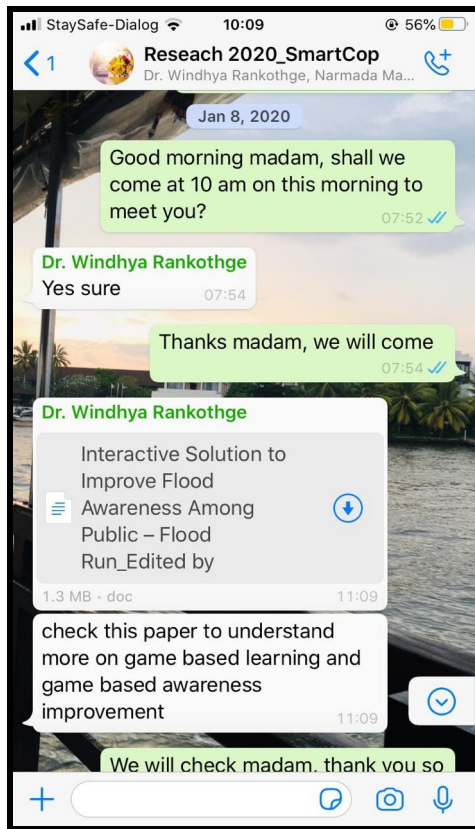 StaySafe-Dialog 10:09 56%
1 Reseach 2020_SmartCop
Dr. Windhya Rankothge, Narmada Ma...
Jan 8, 2020
Good morning madam, shall we
come at 10 am on this morning to
meet you?
07:52
Dr. Windhya Rankothge
Yes sure
07:54
Thanks madam, we will come
07:54
Dr. Windhya Rankothge
Interactive Solution to
Improve Flood
Awareness Among
Public – Flood
Run_Edited by
1.3 MB • doc 11:09
check this paper to understand
more on game based learning and
game based awareness
improvement
11:09
We will check madam, thank you so